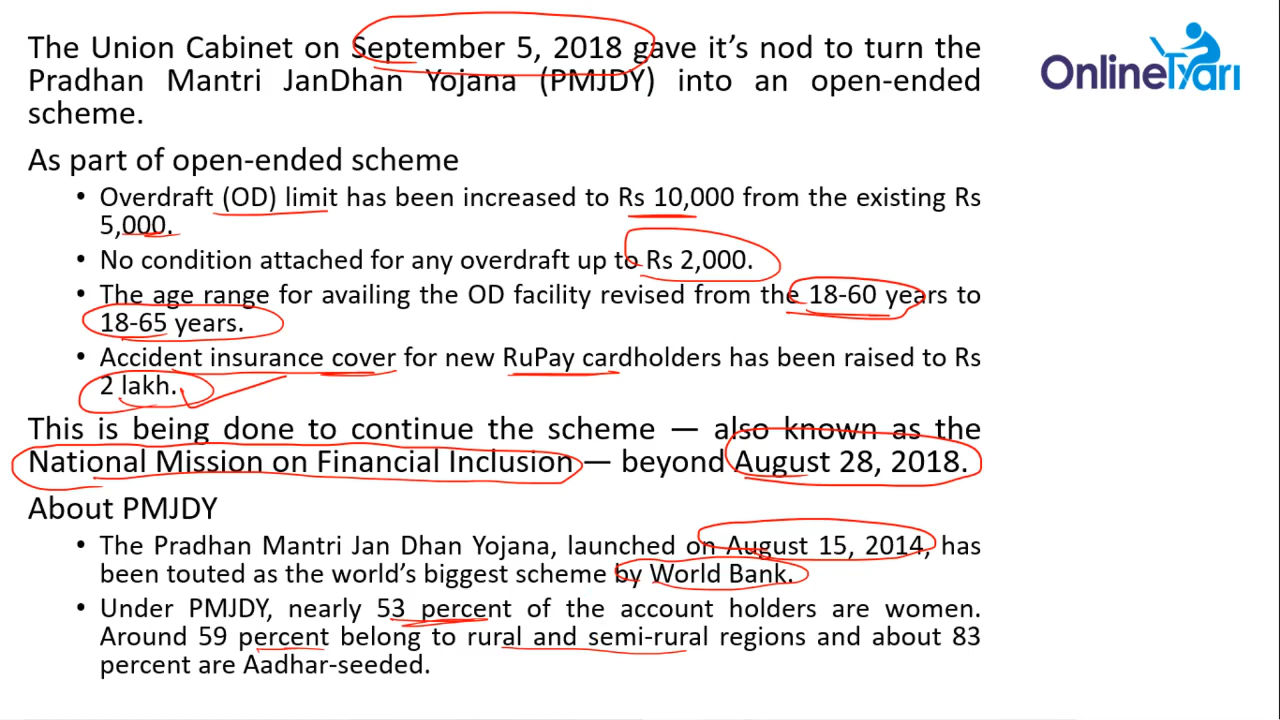 The Union Cabinet on September 5, 2018 gave it's nod to turn the
Pradhan Mantri JanDhan Yojana (PMJDY) into an open-ended
scheme.
OnlineTyari
As part of open-ended scheme
• Overdraft (OD) limit has been increased to Rs 10,000 from the existing Rs
5,000.
• No condition attached for any overdraft up to Rs 2,000.
• The age range for availing the OD facility revised from the 18-60 years to
18-65 years.
• Accident insurance cover for new RuPay cardholders has been raised to Rs
2 lakh.
This is being done to continue the scheme — also known as the
National Mission on Financial Inclusion — beyond August 28, 2018.
About PMJDY
• The Pradhan Mantri Jan Dhan Yojana, launched on August 15, 2014, has
been touted as the world's biggest scheme by World Bank.
• Under PMJDY, nearly 53 percent of the account holders are women.
Around 59 percent belong to rural and semi-rural regions and about 83
percent are Aadhar-seeded.